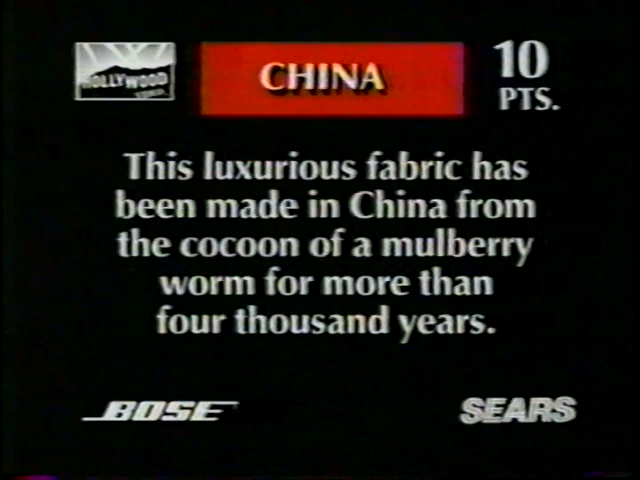 HOLLYWOOD
VIDEO
CHINA
10
PTS.
This luxurious fabric has
been made in China from
the cocoon of a mulberry
worm for more than
four thousand years.
BOSE
SEARS